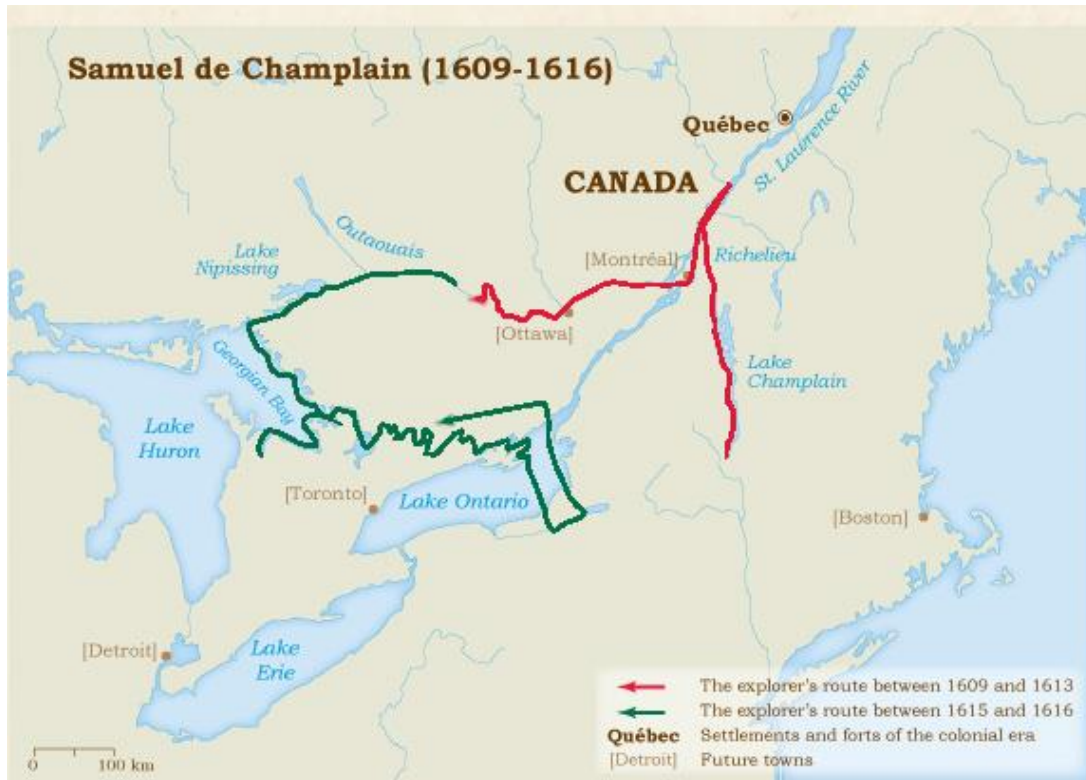 Samuel de Champlain (1609-1616)
Québec
St. Lawrence River
CANADA
Outaouais
Lake
Nipissing
[Montréal]
Richelieu
[Ottawa]
Georgian Bay
Lake
Champlain
Lake
Huron
[Toronto]
Lake Ontario
[Boston]
[Detroit]
Lake
Erie
The explorer's route between 1609 and 1613
The explorer's route between 1615 and 1616
Québec Settlements and forts of the colonial era
[Detroit] Future towns
0 100 km